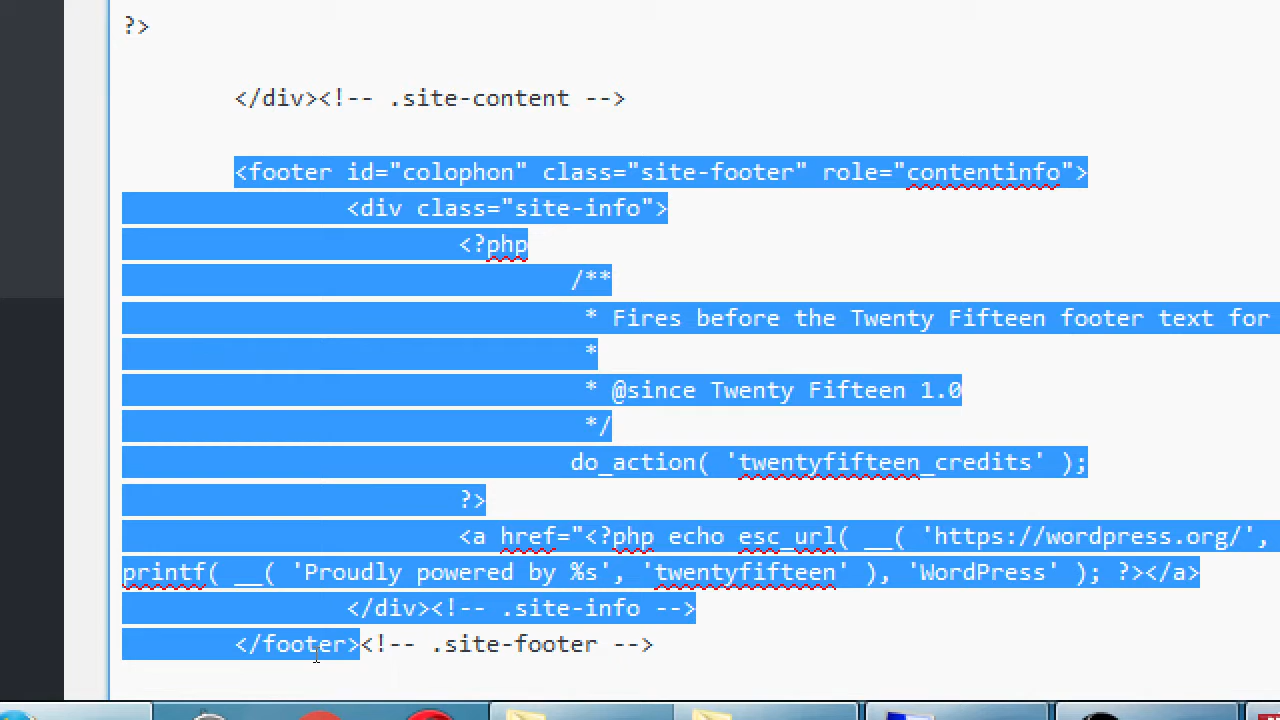 ?>
</div><!-- .site-content -->
<footer id="colophon" class="site-footer" role="contentinfo">
<div class="site-info">
<?php
/**
* Fires before the Twenty Fifteen footer text for
*
* @since Twenty Fifteen 1.0
*/
do_action( 'twentyfifteen_credits' );
?>
<a href="<?php echo esc_url( __( 'https://wordpress.org/',
printf( __( 'Proudly powered by %s', 'twentyfifteen' ), 'WordPress' ); ?></a>
</div><!-- .site-info -->
</footer><!-- .site-footer -->